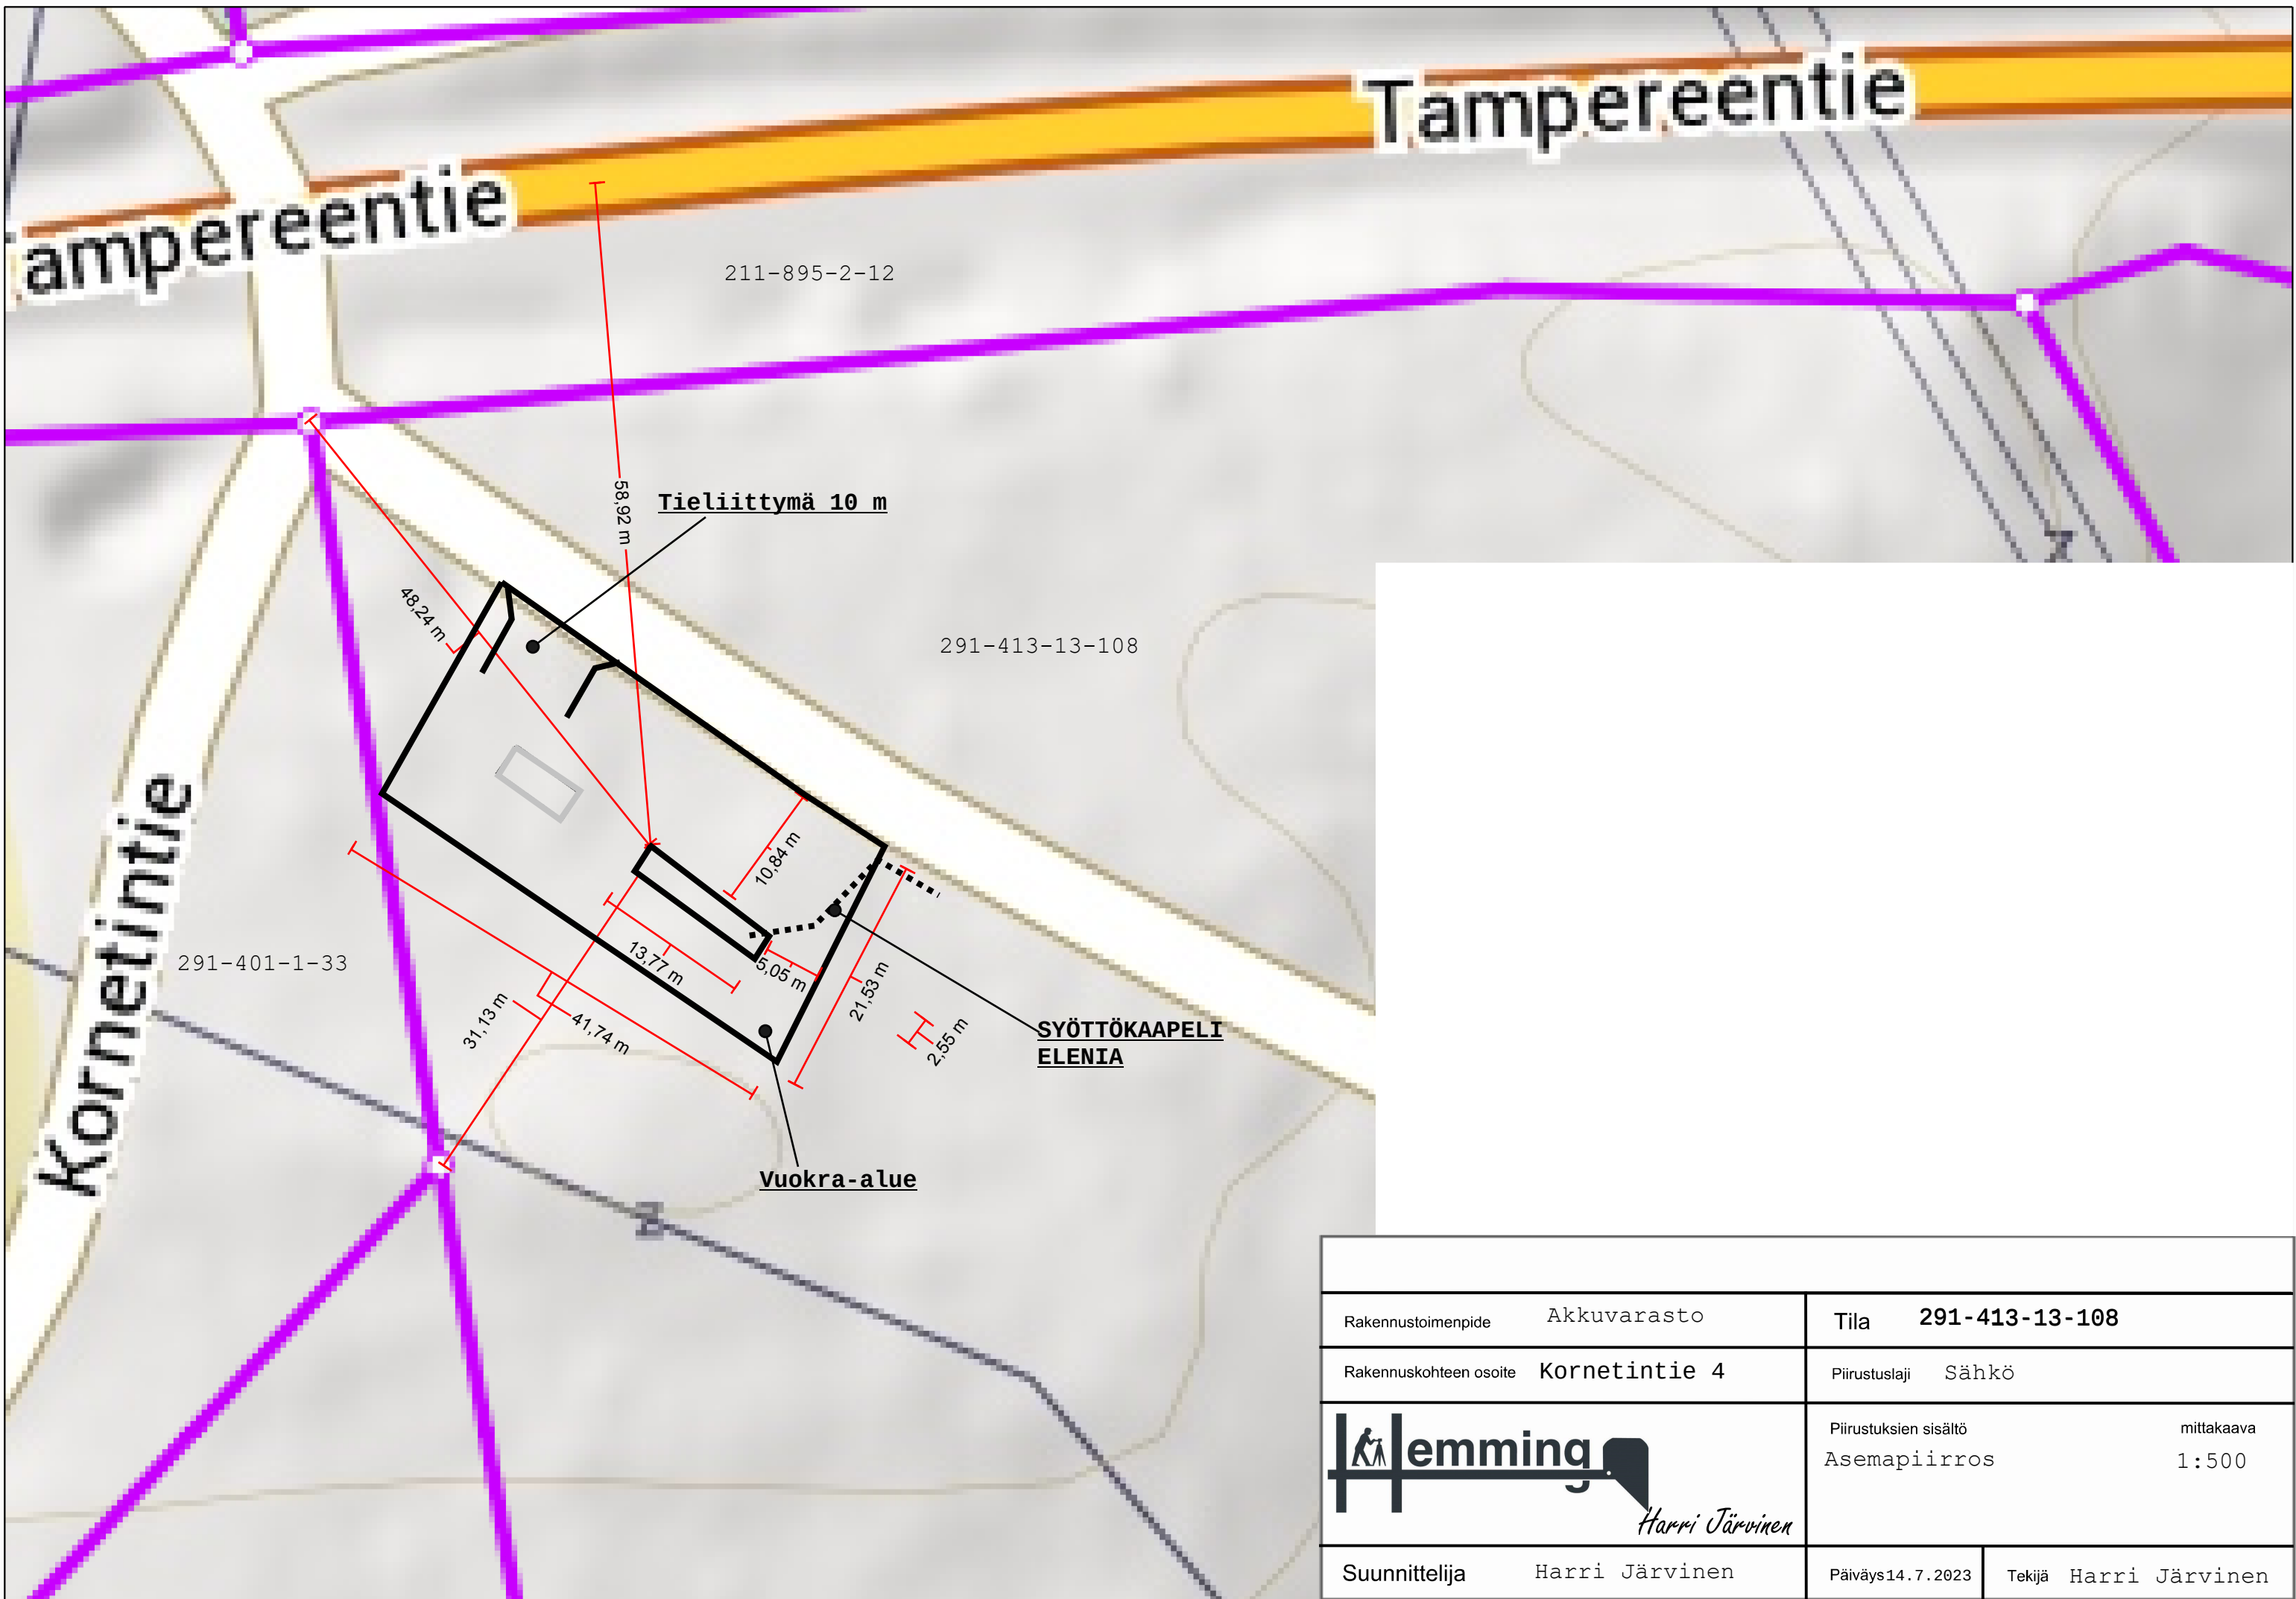 Tampereentie
ampereentie
211-895-2-12
58,92 m
Tieliittymä 10 m
48,24 m
291-413-13-108
10,84 m
Kornetintie
291-401-1-33
13,77 m
5,05 m
21,53 m
31,13 m
41,74 m
2,55 m
SYÖTTÖKAAPELI
ELENIA
Vuokra-alue
Rakennustoimenpide Akkuvarasto
Tila 291-413-13-108
Rakennuskohteen osoite Kornetintie 4
Piirustuslaji Sähkö
Hemming
Harri Järvinen
Piirustuksien sisältö mittakaava
Asemapiirros 1:500
Suunnittelija Harri Järvinen
Päiväys 14.7.2023
Tekijä Harri Järvinen